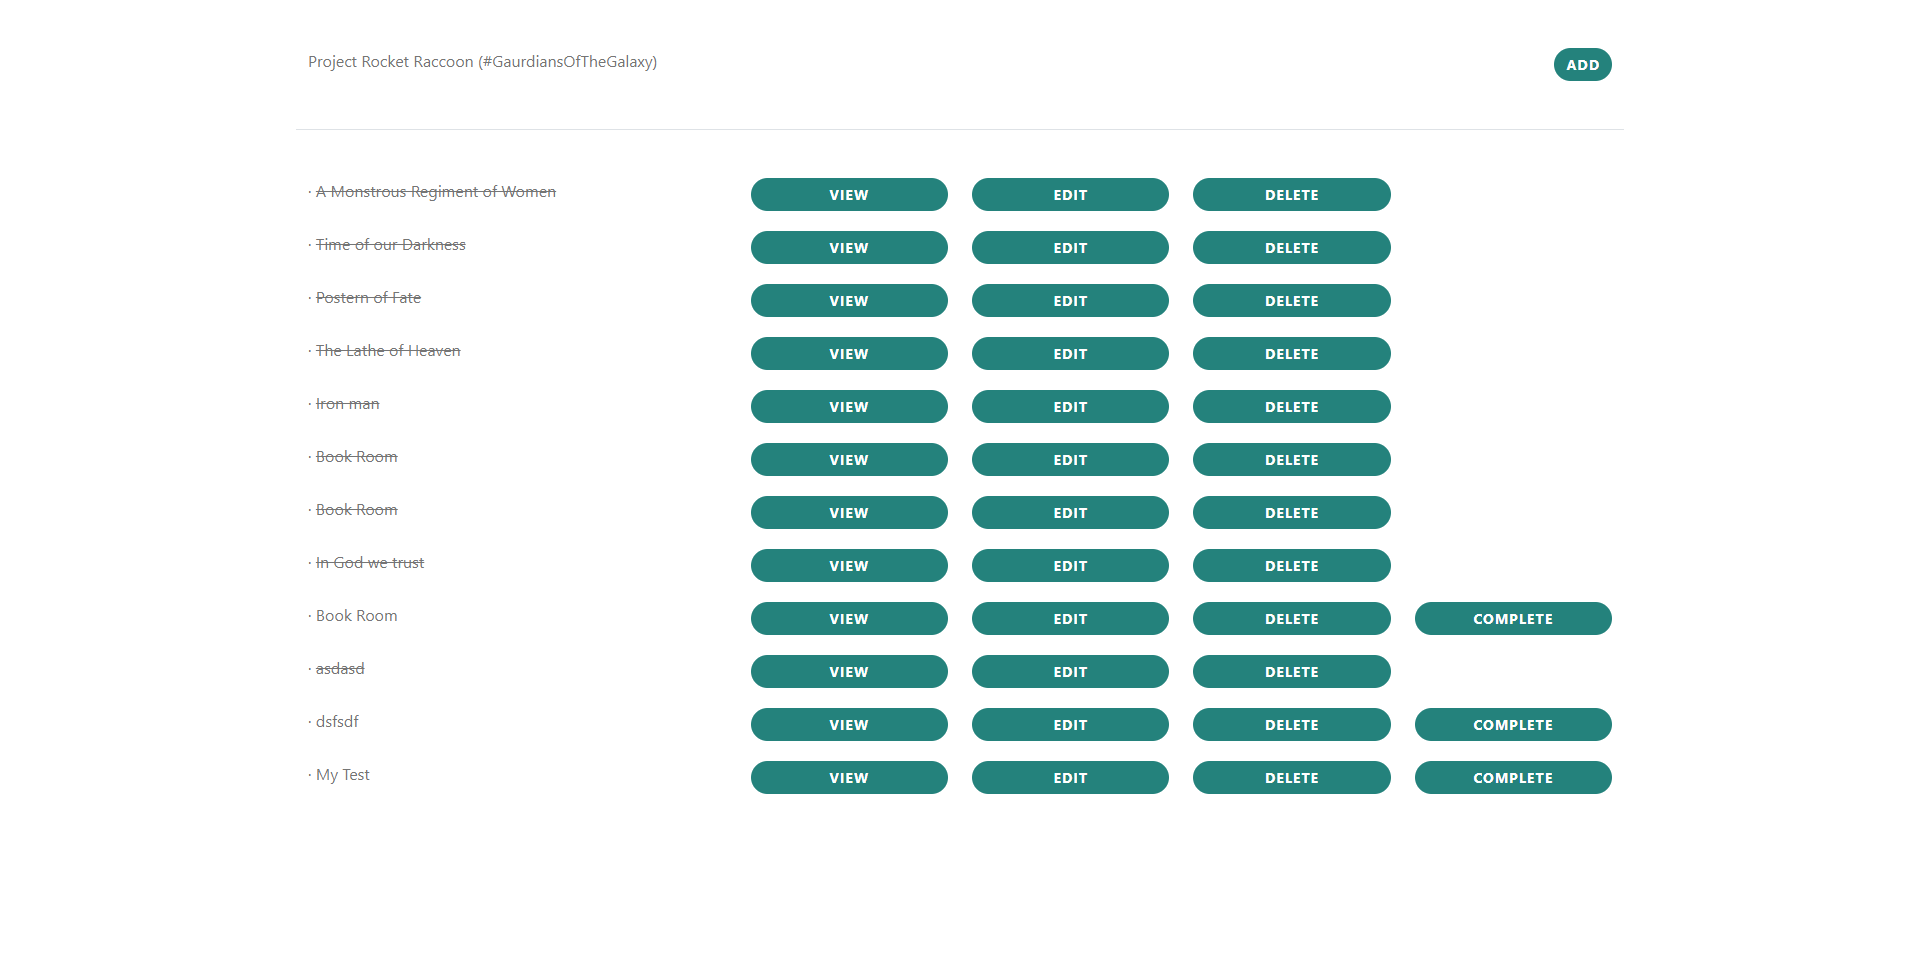 Project Rocket Raccoon (#GaurdiansOfTheGalaxy) ADD
· A Monstrous Regiment of Women VIEW EDIT DELETE
· Time of our Darkness VIEW EDIT DELETE
· Postern of Fate VIEW EDIT DELETE
· The Lathe of Heaven VIEW EDIT DELETE
· Iron man VIEW EDIT DELETE
· Book Room VIEW EDIT DELETE
· Book Room VIEW EDIT DELETE
· In God we trust VIEW EDIT DELETE
· Book Room VIEW EDIT DELETE COMPLETE
· asdasd VIEW EDIT DELETE
· dsfsdf VIEW EDIT DELETE COMPLETE
· My Test VIEW EDIT DELETE COMPLETE